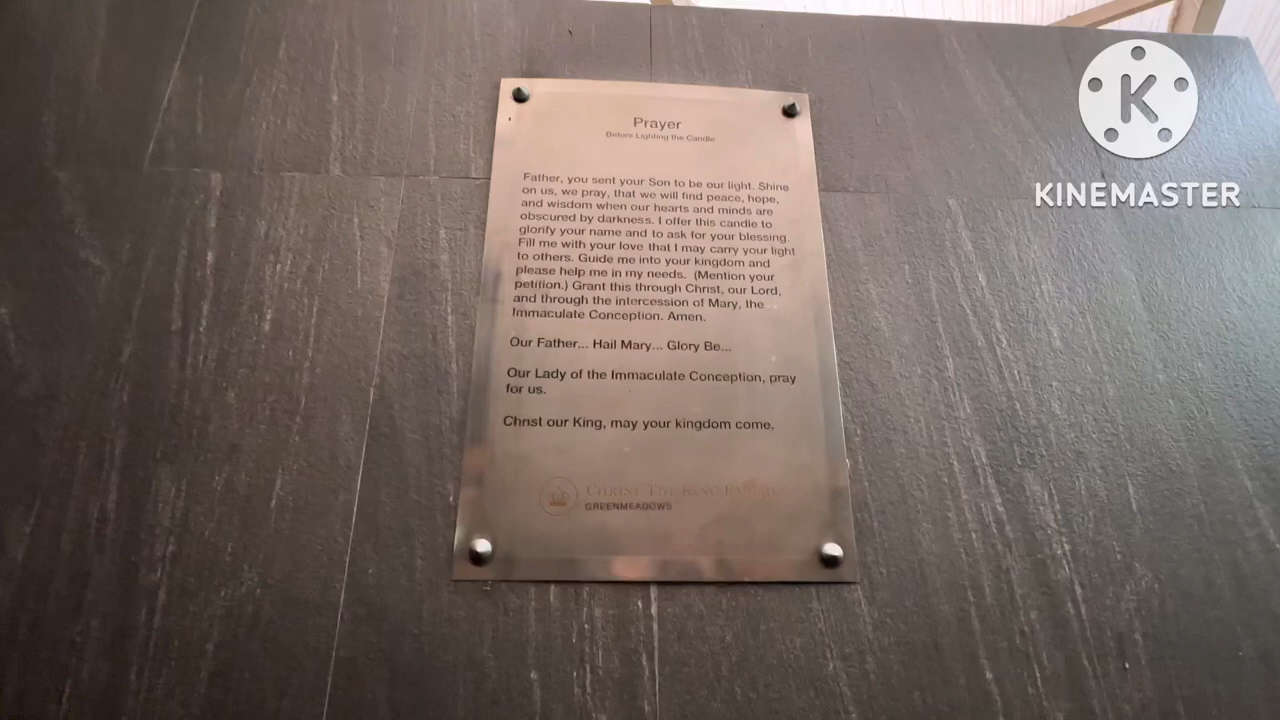 Prayer
Before Lighting the Candle
Father, you sent your Son to be our light. Shine
on us, we pray, that we will find peace, hope,
and wisdom when our hearts and minds are
obscured by darkness. I offer this candle to
glorify your name and to ask for your blessing.
Fill me with your love that I may carry your light
to others. Guide me into your kingdom and
please help me in my needs. (Mention your
petition.) Grant this through Christ, our Lord,
and through the intercession of Mary, the
Immaculate Conception. Amen.
Our Father... Hail Mary... Glory Be...
Our Lady of the Immaculate Conception, pray
for us.
Christ our King, may your kingdom come.
CHRIST THE KING PARISH
GREENMEADOWS
K
KINEMASTER